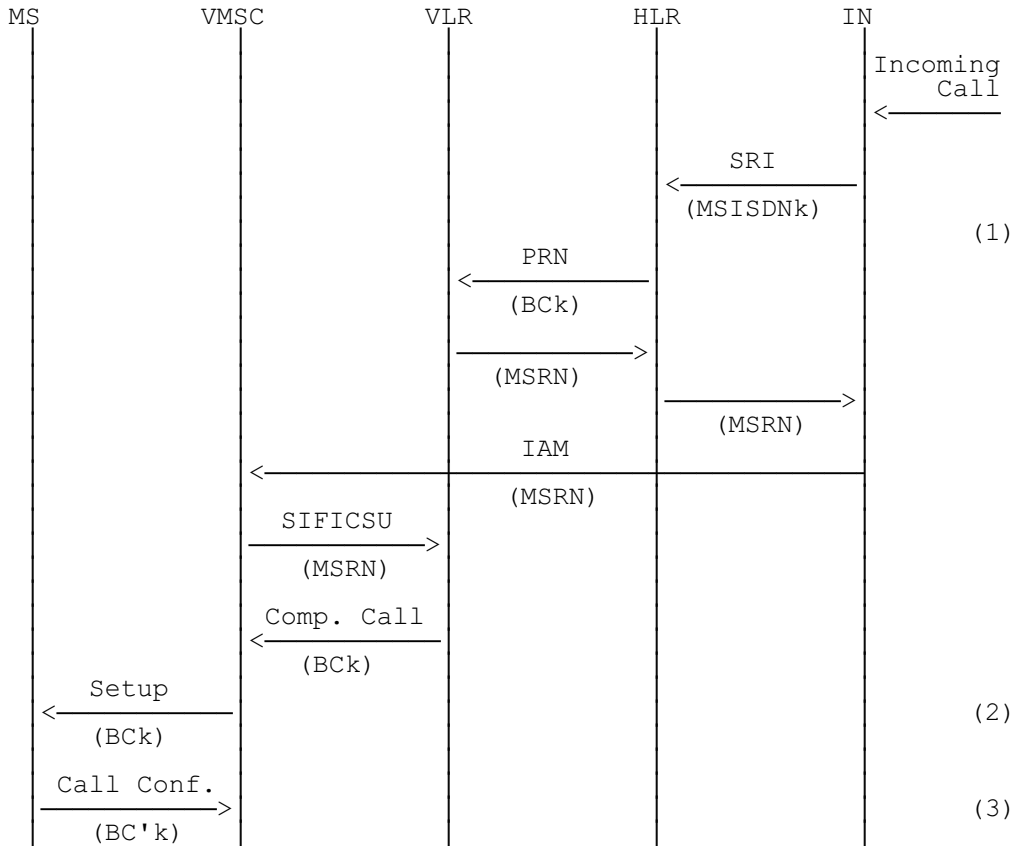 MS VMSC VLR HLR IN
Incoming
Call
SRI
(MSISDNk)
(1)
PRN
(BCk)
(MSRN)
(MSRN)
IAM
(MSRN)
SIFICSU
(MSRN)
Comp. Call
(BCk)
Setup
(2)
(BCk)
Call Conf.
(3)
(BC'k)